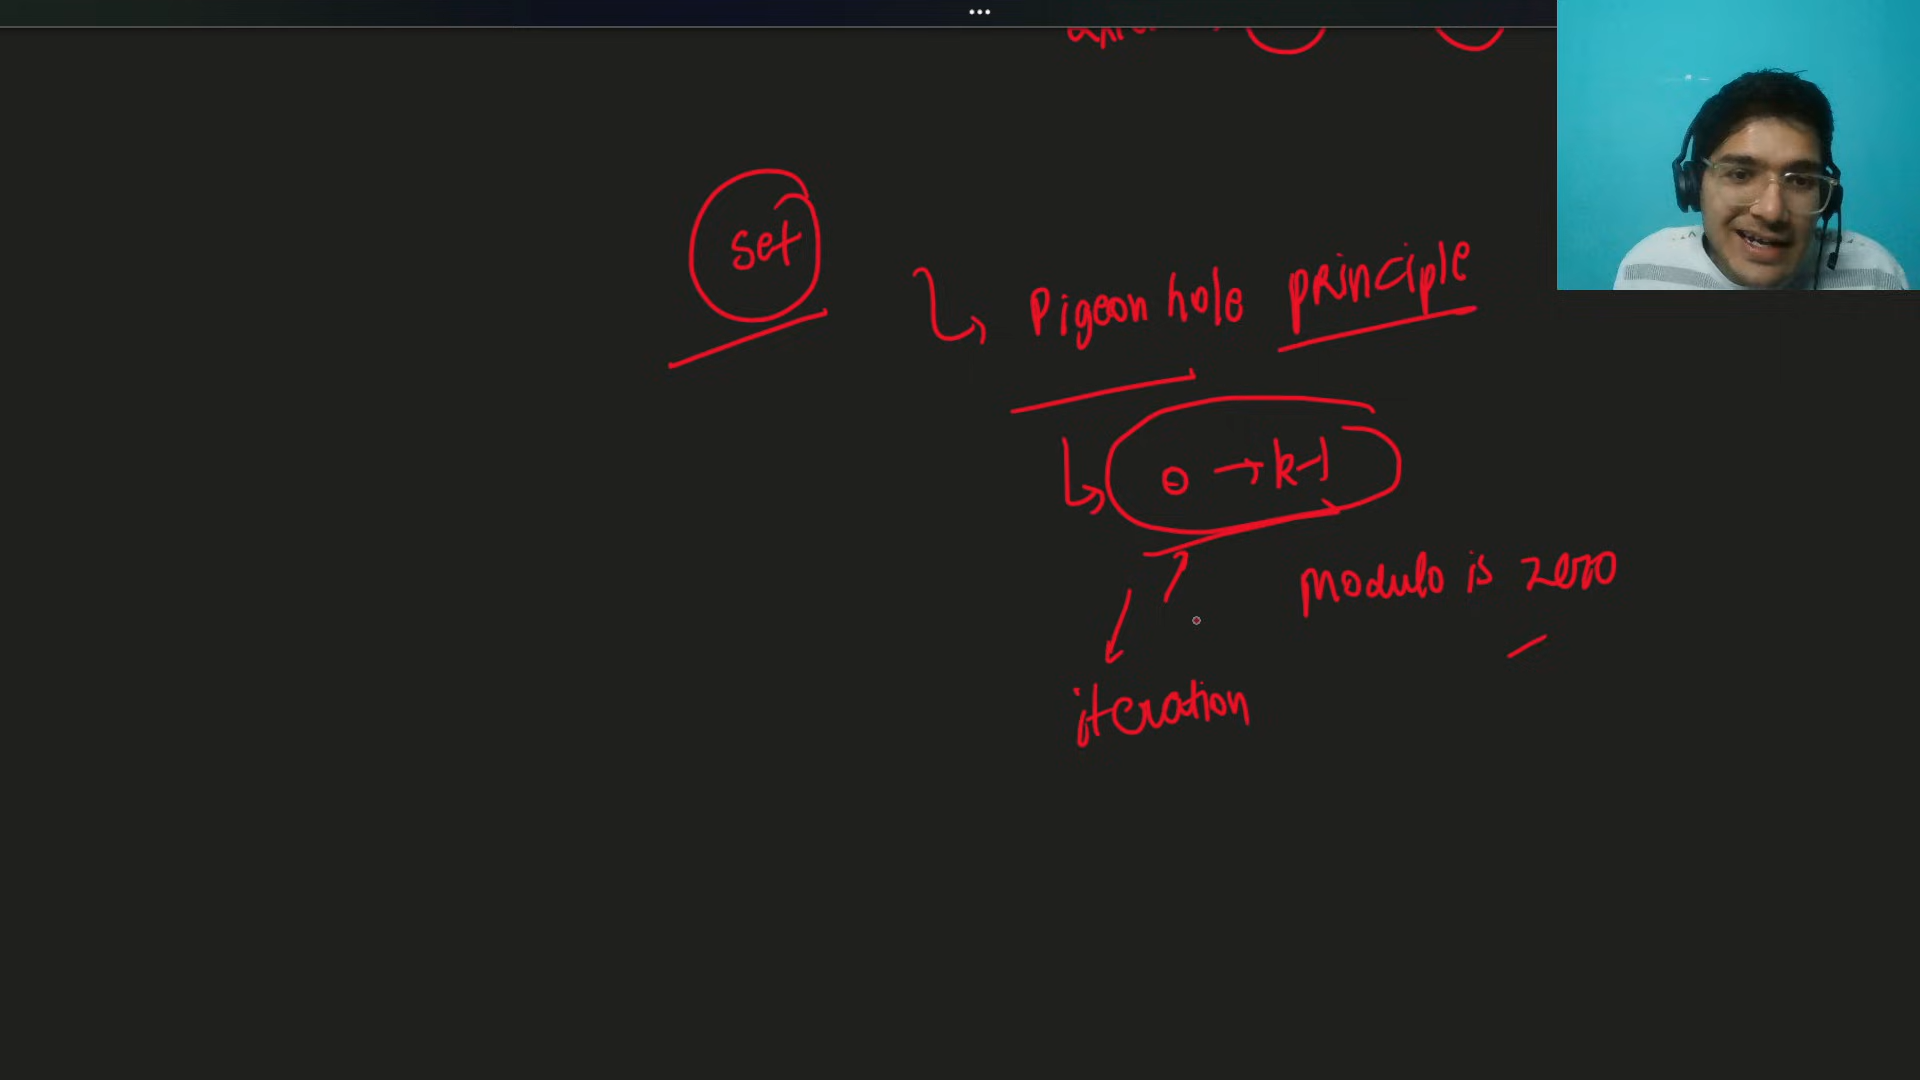 set
Pigeon hole principle
0 → k-1
Modulo is zero
iteration